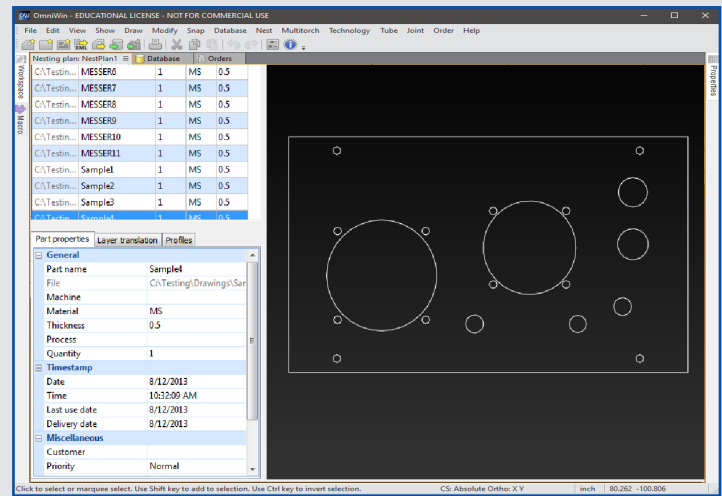 OmniWin - EDUCATIONAL LICENSE - NOT FOR COMMERCIAL USE
File Edit View Show Draw Modify Snap Database Nest Multitorch Technology Tube Joint Order Help
Nesting plan: NestPlan1 Database Orders
Workspace
Macro
Properties
C:\Testin... MESSER6 1 MS 0.5
C:\Testin... MESSER7 1 MS 0.5
C:\Testin... MESSER8 1 MS 0.5
C:\Testin... MESSER9 1 MS 0.5
C:\Testin... MESSER10 1 MS 0.5
C:\Testin... MESSER11 1 MS 0.5
C:\Testin... Sample1 1 MS 0.5
C:\Testin... Sample2 1 MS 0.5
C:\Testin... Sample3 1 MS 0.5
C:\Testin... Sample4 1 MS 0.5
Part properties Layer translation Profiles
General
Part name Sample4
File C:\Testing\Drawings\Sar
Machine
Material MS
Thickness 0.5
Process
Quantity 1
Timestamp
Date 8/12/2013
Time 10:32:09 AM
Last use date 8/12/2013
Delivery date 8/12/2013
Miscellaneous
Customer
Priority Normal
Click to select or marquee select. Use Shift key to add to selection. Use Ctrl key to invert selection. CS: Absolute Ortho: X Y inch 80.262 -100.806